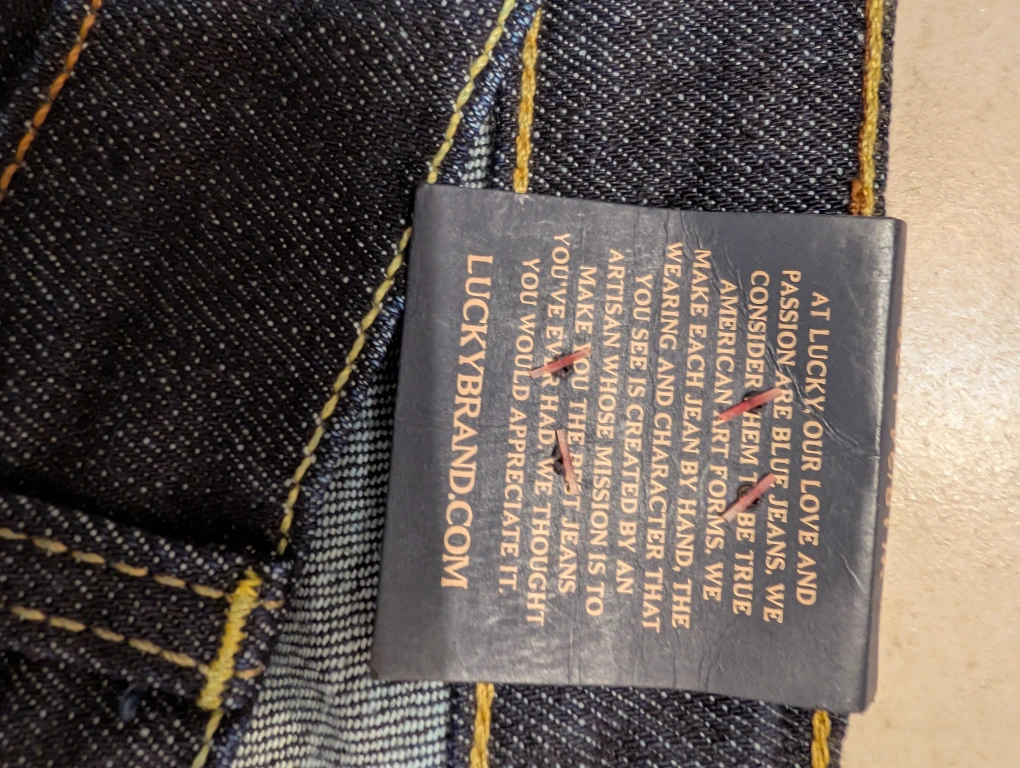 AT LUCKY, OUR LOVE AND
PASSION ARE BLUE JEANS. WE
CONSIDER THEM TO BE TRUE
AMERICAN ART FORMS. WE
MAKE EACH JEAN BY HAND, THE
WEARING AND CHARACTER THAT
YOU SEE IS CREATED BY AN
ARTISAN WHOSE MISSION IS TO
MAKE YOU THE BEST JEANS
YOU'VE EVER HAD. WE THOUGHT
YOU WOULD APPRECIATE IT.
LUCKYBRAND.COM